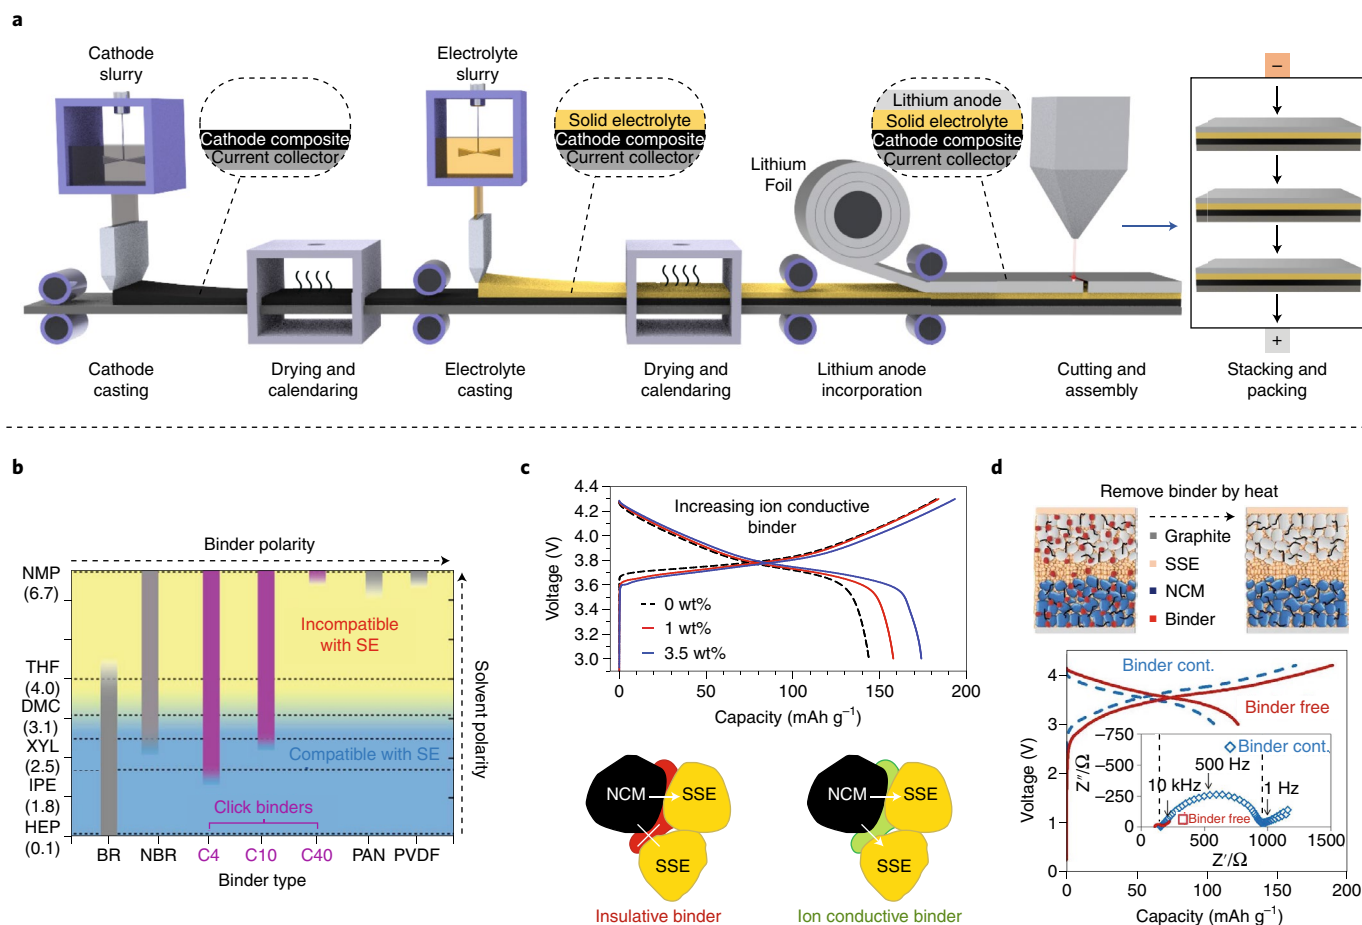 a
Cathode
slurry
Cathode composite
Current collector
Electrolyte
slurry
Solid electrolyte
Cathode composite
Current collector
Lithium
Foil
Lithium anode
Solid electrolyte
Cathode composite
Current collector
−
+
Cathode
casting
Drying and
calendaring
Electrolyte
casting
Drying and
calendaring
Lithium anode
incorporation
Cutting and
assembly
Stacking and
packing
b
Binder polarity
NMP
(6.7)
THF
(4.0)
DMC
(3.1)
XYL
(2.5)
IPE
(1.8)
HEP
(0.1)
Incompatible
with SE
Compatible with SE
Click binders
Solvent polarity
BR NBR C4 C10 C40 PAN PVDF
Binder type
c
Increasing ion conductive
binder
Voltage (V)
4.4
4.2
4.0
3.8
3.6
3.4
3.2
3.0
0 wt%
1 wt%
3.5 wt%
0 50 100 150 200
Capacity (mAh g⁻¹)
NCM SSE
SSE
Insulative binder
NCM SSE
SSE
Ion conductive binder
d
Remove binder by heat
Graphite
SSE
NCM
Binder
Voltage (V)
4
3
2
1
0
Binder cont.
Binder free
Z″/Ω
−750
−500
−250
0
Binder cont.
500 Hz
10 kHz
1 Hz
Binder free
0 500 1000 1500
Z′/Ω
0 50 100 150 200
Capacity (mAh g⁻¹)